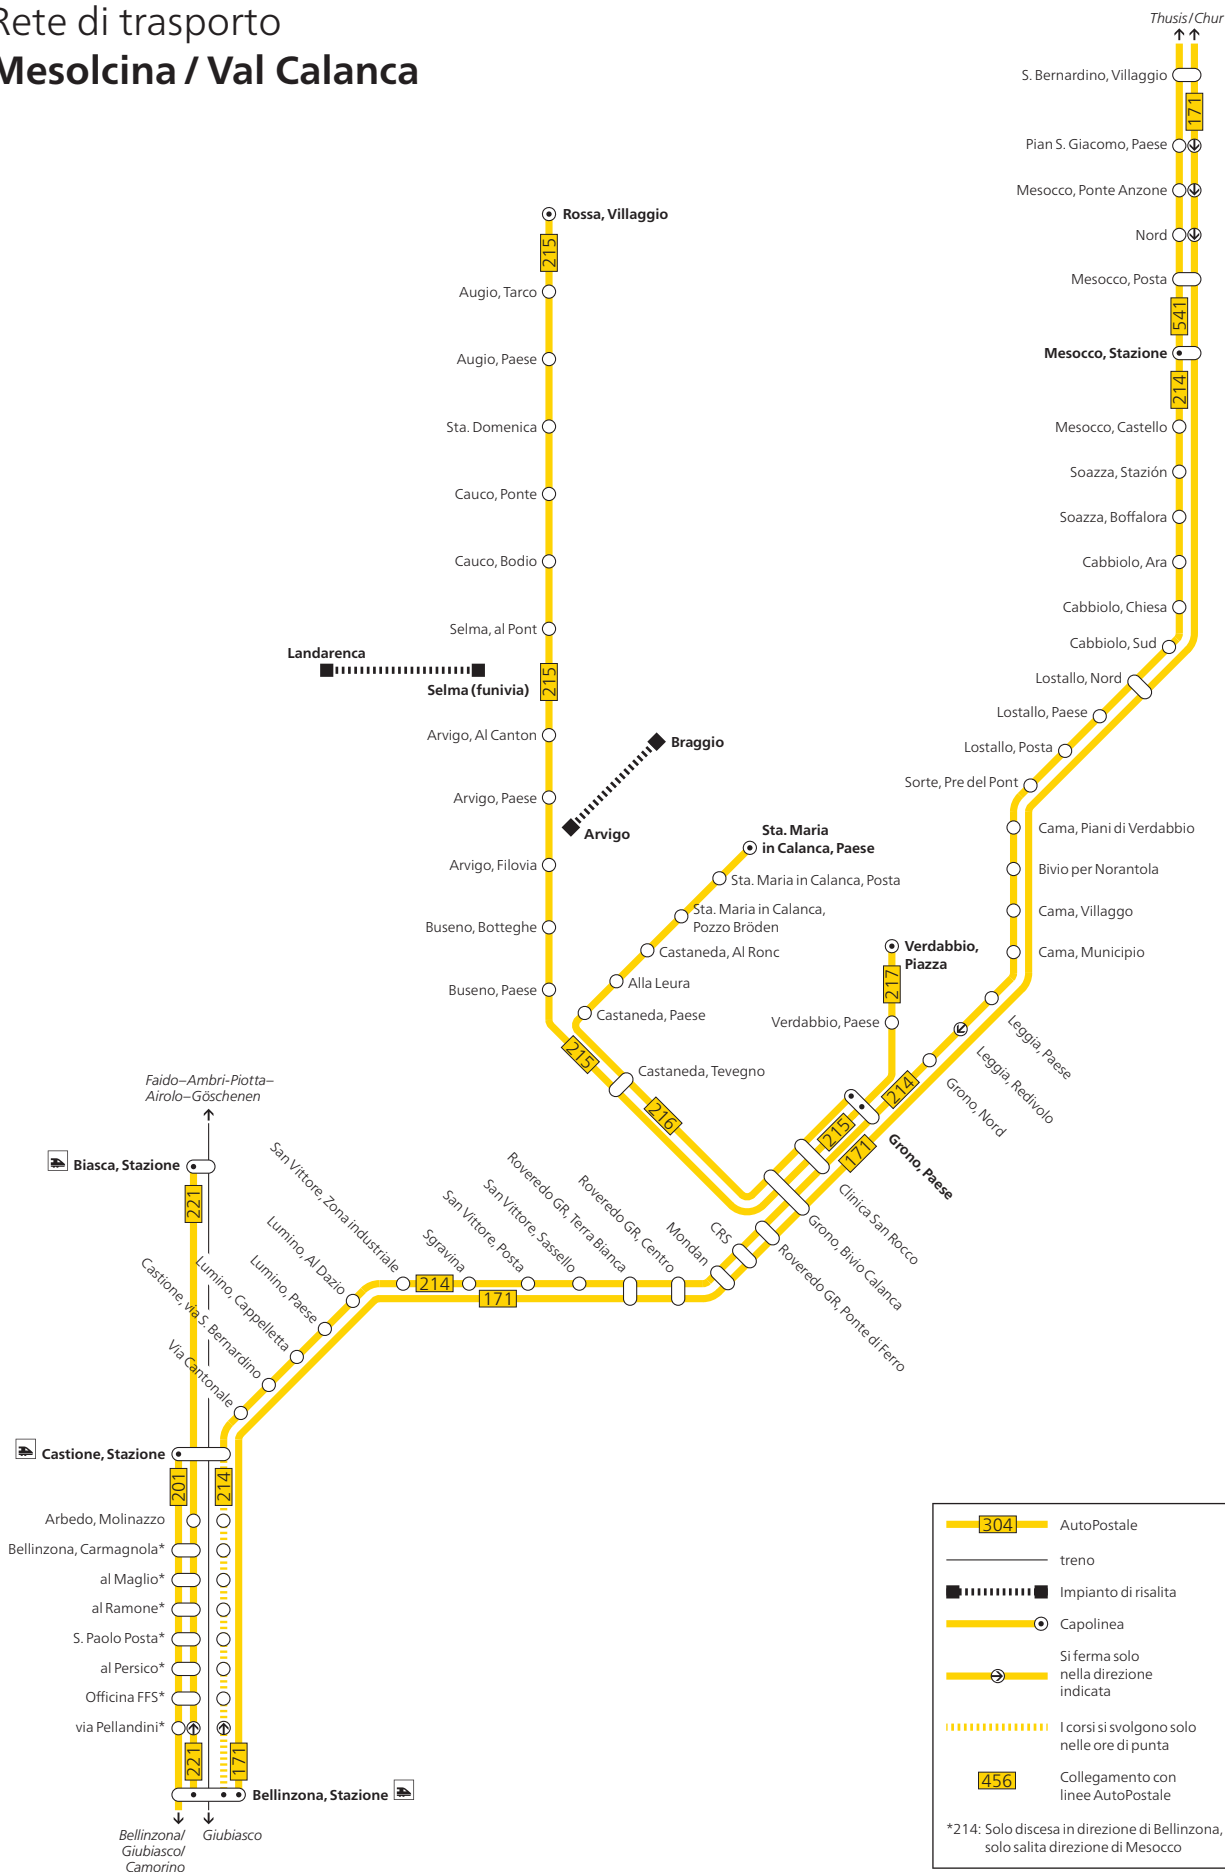 Rete di trasporto
Mesolcina / Val Calanca
Thusis/Chur
S. Bernardino, Villaggio
171
Pian S. Giacomo, Paese
Mesocco, Ponte Anzone
Nord
Mesocco, Posta
541
Mesocco, Stazione
214
Mesocco, Castello
Soazza, Stazión
Soazza, Boffalora
Cabbiolo, Ara
Cabbiolo, Chiesa
Cabbiolo, Sud
Lostallo, Nord
Lostallo, Paese
Lostallo, Posta
Sorte, Pre del Pont
Cama, Piani di Verdabbio
Bivio per Norantola
Cama, Villaggo
Cama, Municipio
Leggia, Paese
Leggia, Redivolo
Grono, Nord
214
Rossa, Villaggio
215
Augio, Tarco
Augio, Paese
Sta. Domenica
Cauco, Ponte
Cauco, Bodio
Selma, al Pont
Landarenca
Selma (funivia)
215
Arvigo, Al Canton
Braggio
Arvigo, Paese
Arvigo
Arvigo, Filovia
Buseno, Botteghe
Buseno, Paese
215
Sta. Maria
in Calanca, Paese
Sta. Maria in Calanca, Posta
Sta. Maria in Calanca,
Pozzo Bröden
Castaneda, Al Ronc
Alla Leura
Castaneda, Paese
Castaneda, Tevegno
216
Verdabbio,
Piazza
217
Verdabbio, Paese
215
171
Grono, Paese
Clinica San Rocco
Grono, Bivio Calanca
Roveredo GR, Ponte di Ferro
CRS
Mondan
Roveredo GR, Centro
Roveredo GR, Terra Bianca
San Vittore, Sassello
San Vittore, Posta
Sgravina
San Vittore, Zona industriale
214
171
Lumino, Al Dazio
Lumino, Paese
Lumino, Cappelletta
Castione, via S. Bernardino
Via Cantonale
Faido–Ambri-Piotta–
Airolo–Göschenen
Biasca, Stazione
221
Castione, Stazione
201
214
Arbedo, Molinazzo
Bellinzona, Carmagnola*
al Maglio*
al Ramone*
S. Paolo Posta*
al Persico*
Officina FFS*
via Pellandini*
221
171
Bellinzona, Stazione
Bellinzona/
Giubiasco/
Camorino
Giubiasco
304
AutoPostale
treno
Impianto di risalita
Capolinea
Si ferma solo
nella direzione
indicata
I corsi si svolgono solo
nelle ore di punta
456
Collegamento con
linee AutoPostale
*214: Solo discesa in direzione di Bellinzona,
solo salita direzione di Mesocco